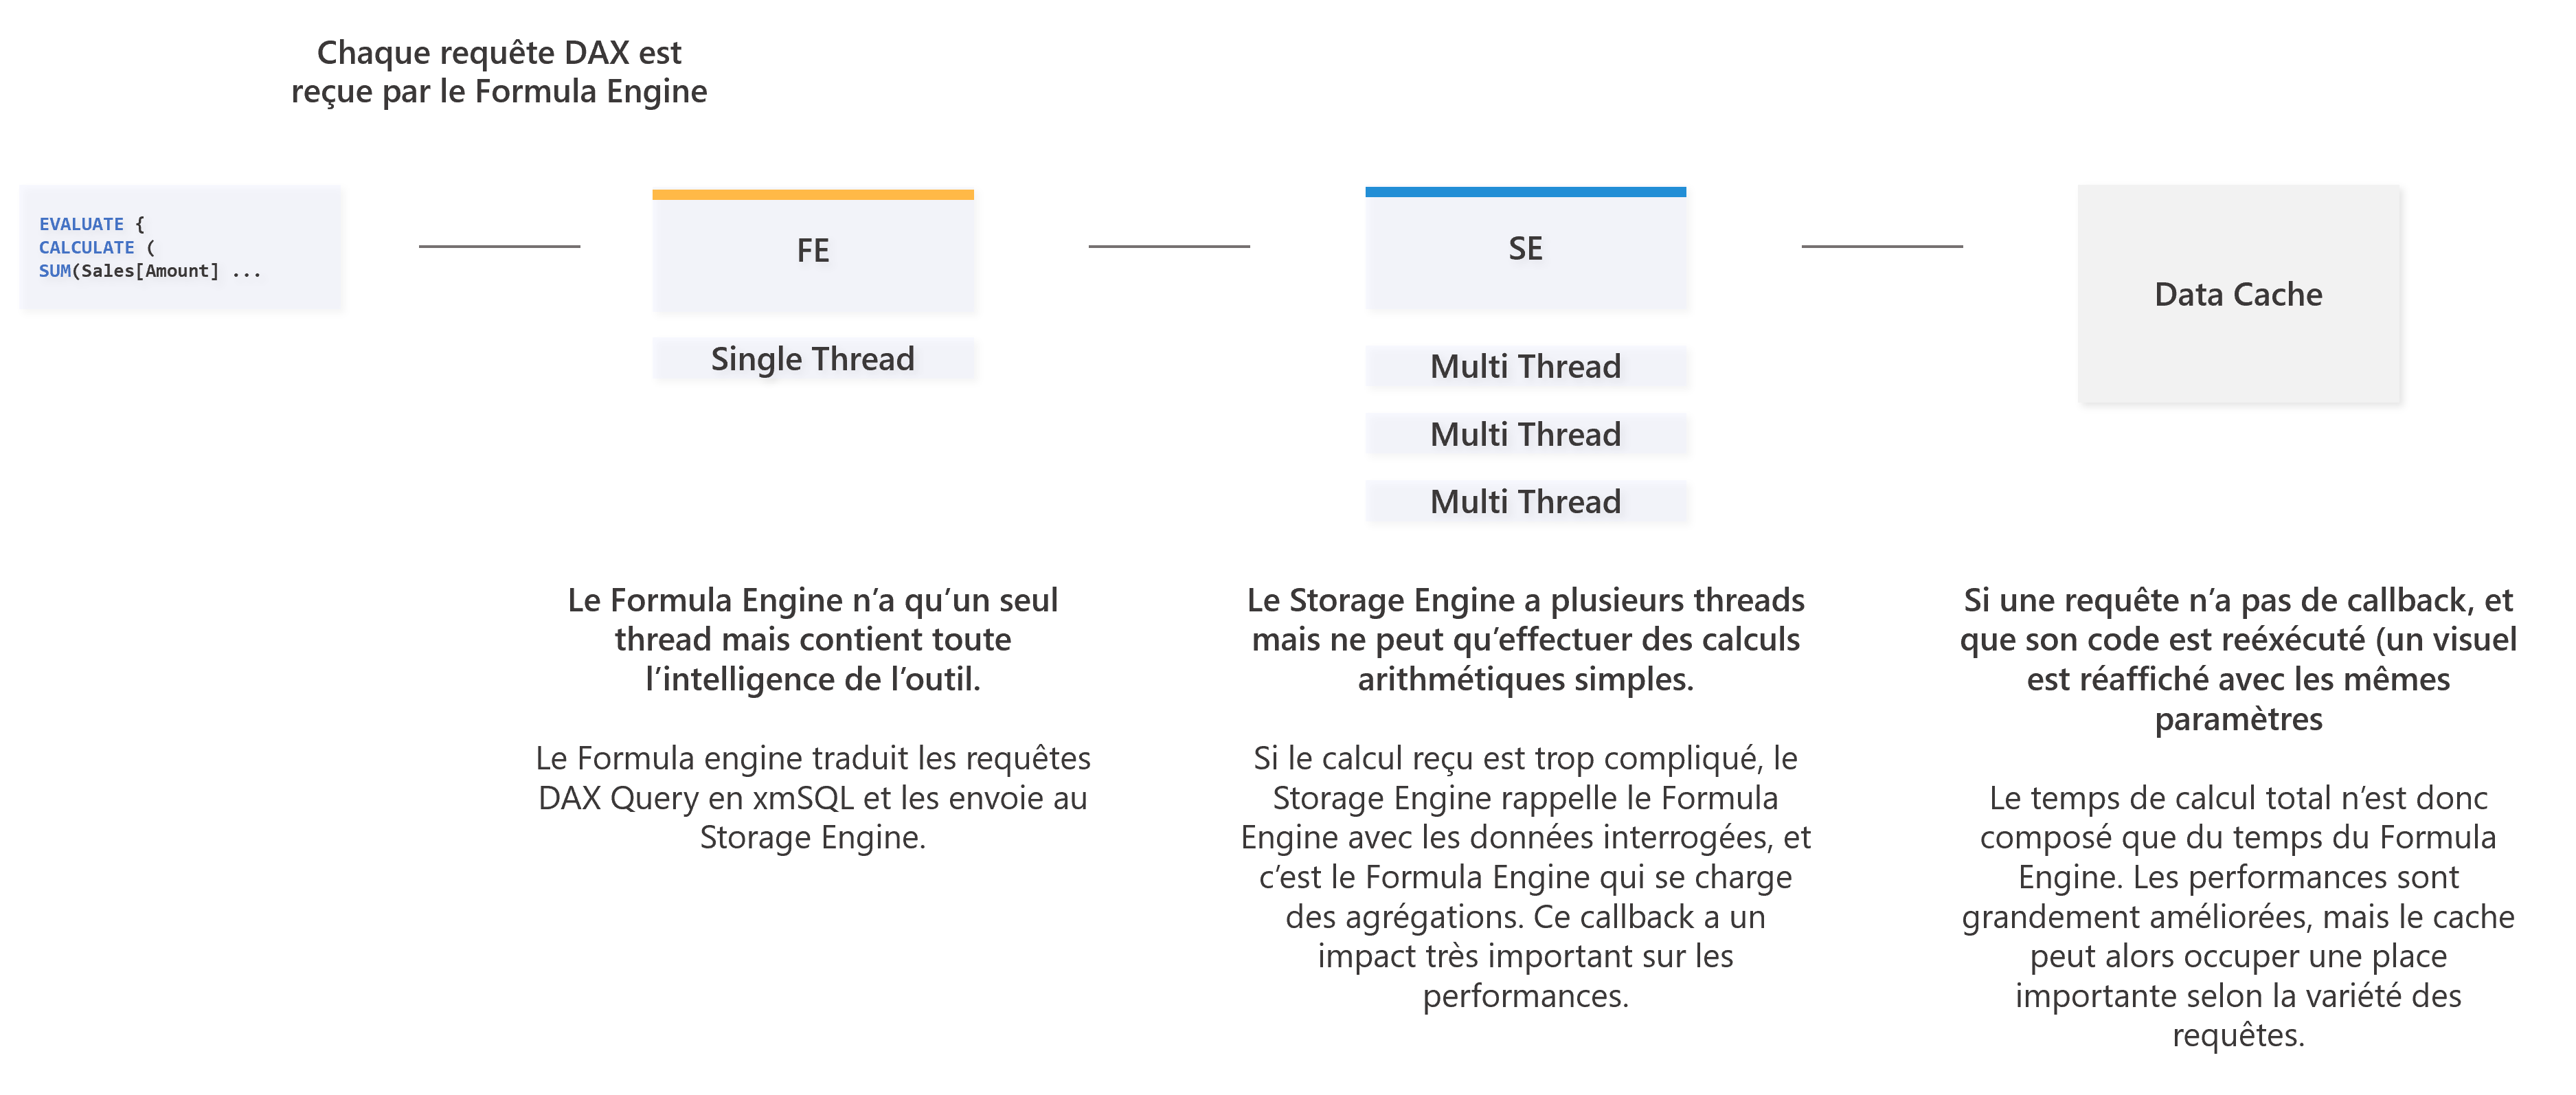 Chaque requête DAX est
reçue par le Formula Engine
EVALUATE {
CALCULATE (
SUM(Sales[Amount] ...
FE
Single Thread
SE
Multi Thread
Multi Thread
Multi Thread
Data Cache
Le Formula Engine n’a qu’un seul
thread mais contient toute
l’intelligence de l’outil.
Le Formula engine traduit les requêtes
DAX Query en xmSQL et les envoie au
Storage Engine.
Le Storage Engine a plusieurs threads
mais ne peut qu’effectuer des calculs
arithmétiques simples.
Si le calcul reçu est trop compliqué, le
Storage Engine rappelle le Formula
Engine avec les données interrogées, et
c’est le Formula Engine qui se charge
des agrégations. Ce callback a un
impact très important sur les
performances.
Si une requête n’a pas de callback, et
que son code est reéxécuté (un visuel
est réaffiché avec les mêmes
paramètres
Le temps de calcul total n’est donc
composé que du temps du Formula
Engine. Les performances sont
grandement améliorées, mais le cache
peut alors occuper une place
importante selon la variété des
requêtes.